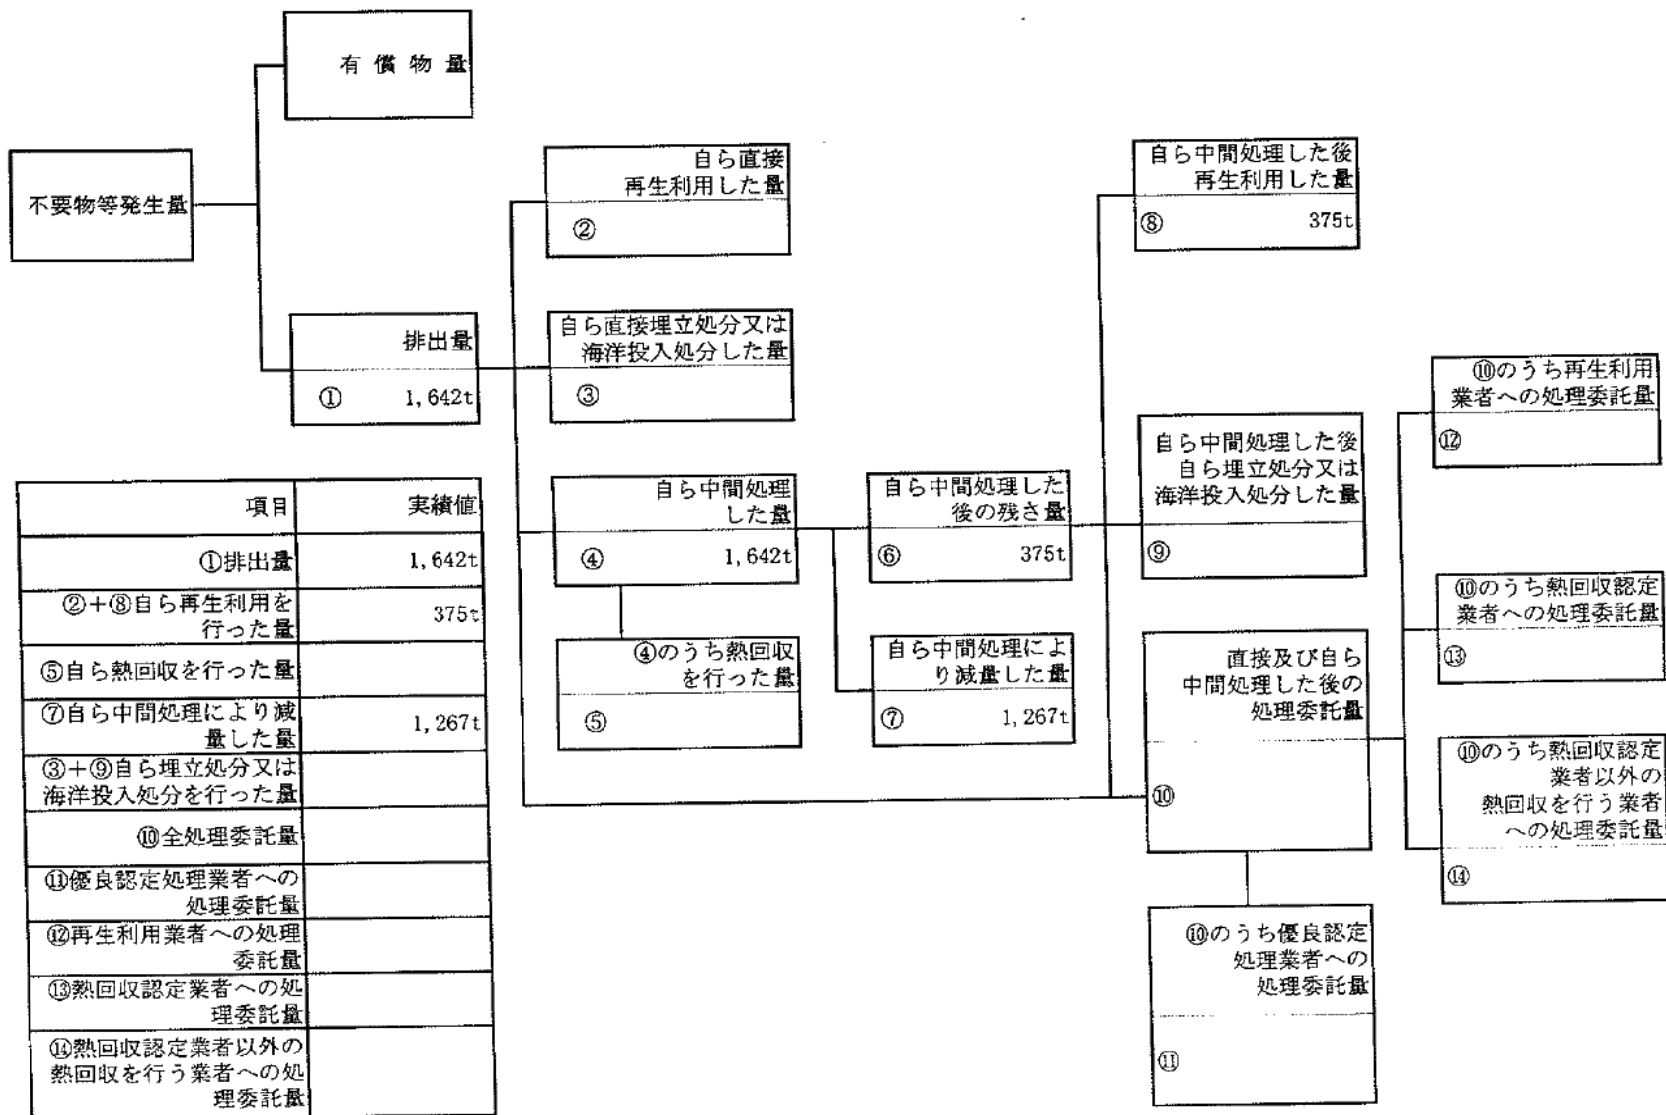 有償物量
不要物等発生量
排出量
① 1,642t
自ら直接
再生利用した量
②
自ら直接埋立処分又は
海洋投入処分した量
③
自ら中間処理
した量
④ 1,642t
④のうち熱回収
を行った量
⑤
自ら中間処理した
後の残さ量
⑥ 375t
自ら中間処理によ
り減量した量
⑦ 1,267t
自ら中間処理した後
再生利用した量
⑧ 375t
自ら中間処理した後
自ら埋立処分又は
海洋投入処分した量
⑨
直接及び自ら
中間処理した後の
処理委託量
⑩
⑩のうち優良認定
処理業者への
処理委託量
⑪
⑩のうち再生利用
業者への処理委託量
⑫
⑩のうち熱回収認定
業者への処理委託量
⑬
⑩のうち熱回収認定
業者以外の
熱回収を行う業者
への処理委託量
⑭
項目 実績値
①排出量 1,642t
②+⑧自ら再生利用を
行った量 375t
⑤自ら熱回収を行った量
⑦自ら中間処理により減
量した量 1,267t
③+⑨自ら埋立処分又は
海洋投入処分を行った量
⑩全処理委託量
⑪優良認定処理業者への
処理委託量
⑫再生利用業者への処理
委託量
⑬熱回収認定業者への処
理委託量
⑭熱回収認定業者以外の
熱回収を行う業者への処
理委託量